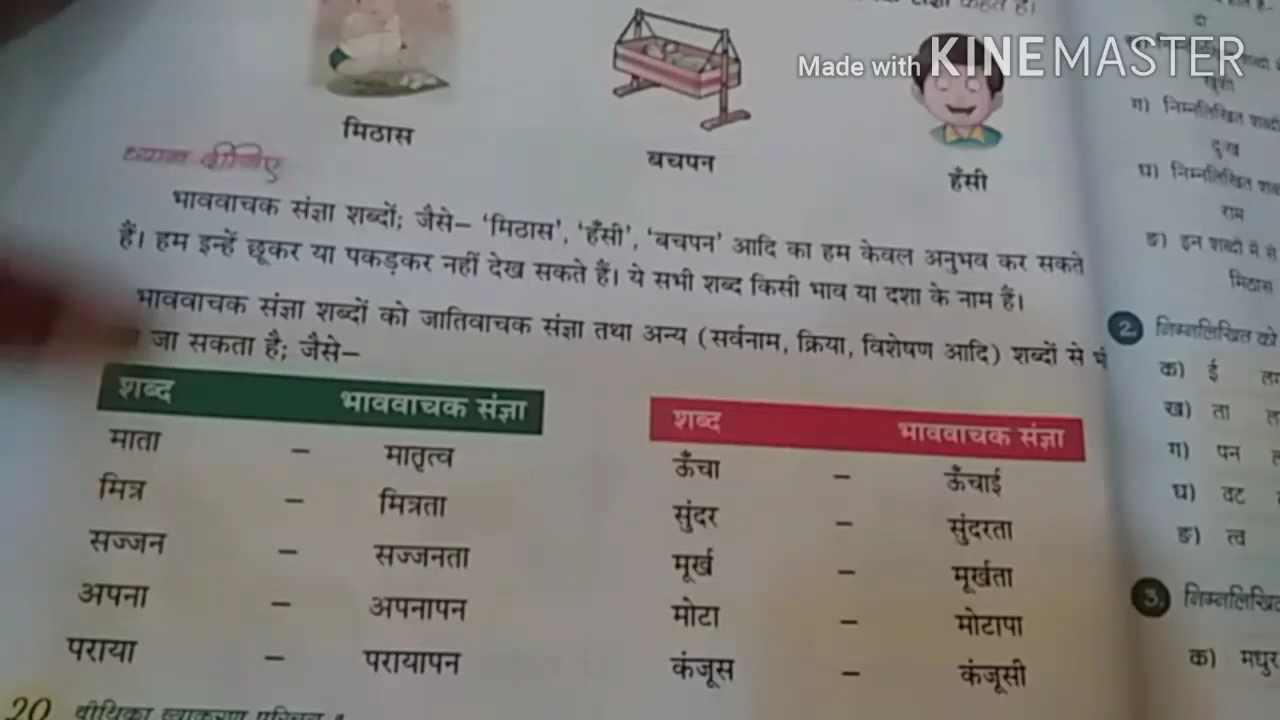 Made with KINEMASTER
संज्ञा कहते हैं।
मिठास
बचपन
हँसी
ध्यान दीजिए
भाववाचक संज्ञा शब्दों; जैसे– 'मिठास', 'हँसी', 'बचपन' आदि का हम केवल अनुभव कर सकते
हैं। हम इन्हें छूकर या पकड़कर नहीं देख सकते हैं। ये सभी शब्द किसी भाव या दशा के नाम हैं।
भाववाचक संज्ञा शब्दों को जातिवाचक संज्ञा तथा अन्य (सर्वनाम, क्रिया, विशेषण आदि) शब्दों से
जा सकता है; जैसे–
शब्द भाववाचक संज्ञा
माता – मातृत्व
मित्र – मित्रता
सज्जन – सज्जनता
अपना – अपनापन
पराया – परायापन
शब्द भाववाचक संज्ञा
ऊँचा – ऊँचाई
सुंदर – सुंदरता
मूर्ख – मूर्खता
मोटा – मोटापा
कंजूस – कंजूसी
20
ग) निम्नलिखित
दुःख
घ) निम्नलिखित
राम
ङ) इन शब्दों में से
मिठास
2. निम्नलिखित को
क) ई
ख) ता
ग) पन
घ) वट
ङ) त्व
3.
क) मधुर